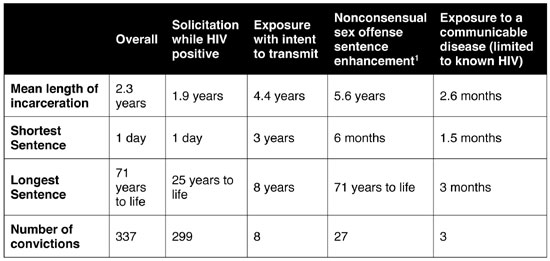 Overall
Solicitation
while HIV
positive
Exposure with
intent to
transmit
Nonconsensual
sex offense
sentence
enhancement1
Exposure to a
communicable
disease (limited
to known HIV)
Mean length of
incarceration
2.3
years
1.9 years
4.4 years
5.6 years
2.6 months
Shortest
Sentence
1 day
1 day
3 years
6 months
1.5 months
Longest
Sentence
71
years
to life
25 years to
life
8 years
71 years to life
3 months
Number of
convictions
337
299
8
27
3